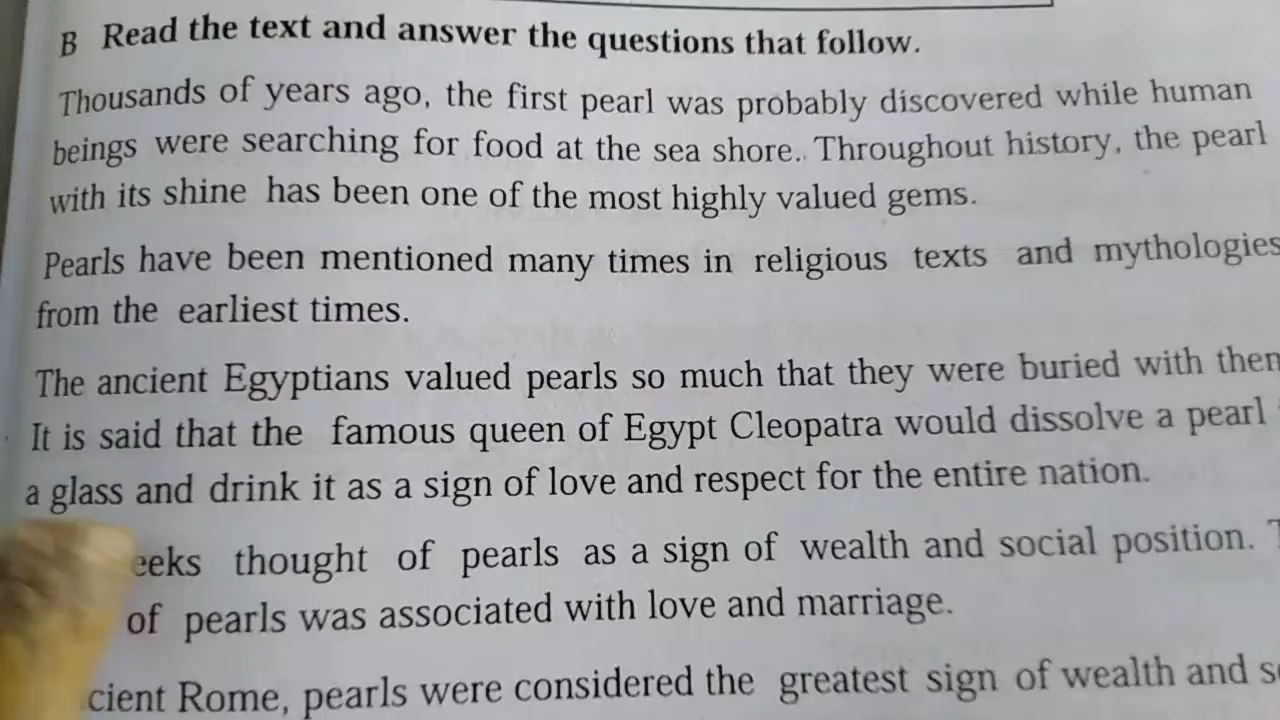 B Read the text and answer the questions that follow.
Thousands of years ago, the first pearl was probably discovered while human
beings were searching for food at the sea shore. Throughout history, the pearl
with its shine has been one of the most highly valued gems.
Pearls have been mentioned many times in religious texts and mythologies
from the earliest times.
The ancient Egyptians valued pearls so much that they were buried with
It is said that the famous queen of Egypt Cleopatra would dissolve a pearl
a glass and drink it as a sign of love and respect for the entire nation.
thought of pearls as a sign of wealth and social position.
of pearls was associated with love and marriage.
Rome, pearls were considered the greatest sign of wealth and